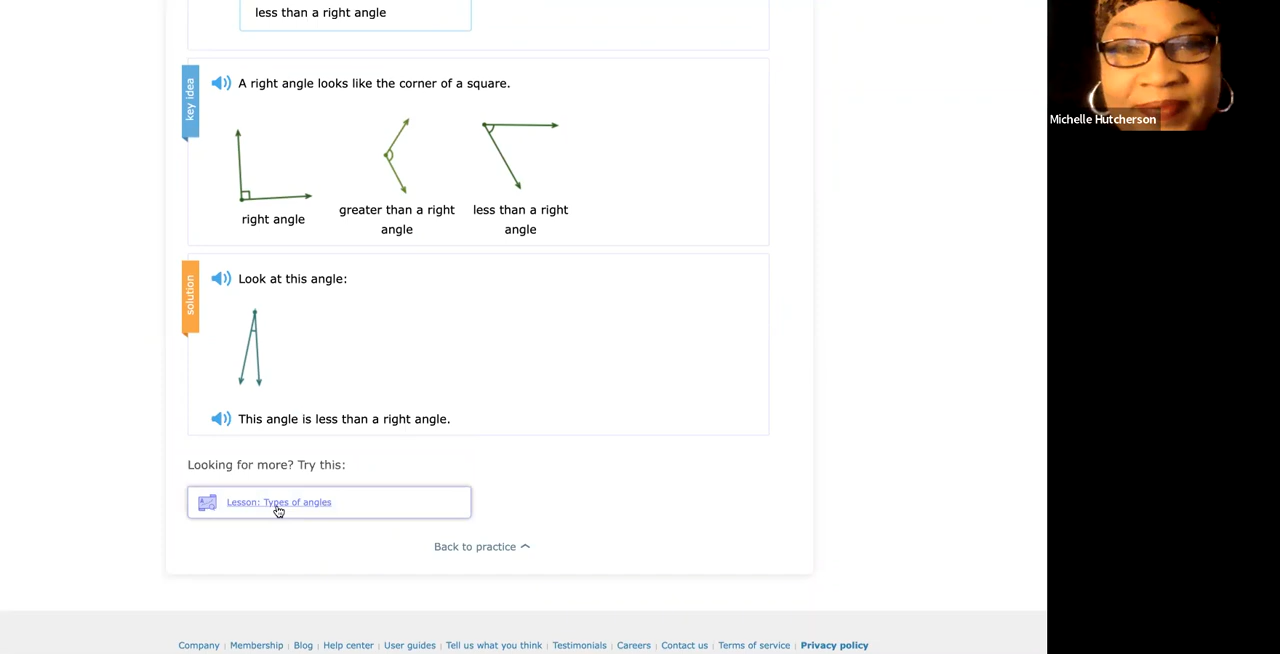 less than a right angle
key idea
A right angle looks like the corner of a square.
right angle
greater than a right
angle
less than a right
angle
solution
Look at this angle:
This angle is less than a right angle.
Looking for more? Try this:
Lesson: Types of angles
Back to practice
Company | Membership | Blog | Help center | User guides | Tell us what you think | Testimonials | Careers | Contact us | Terms of service | Privacy policy
Michelle Hutcherson